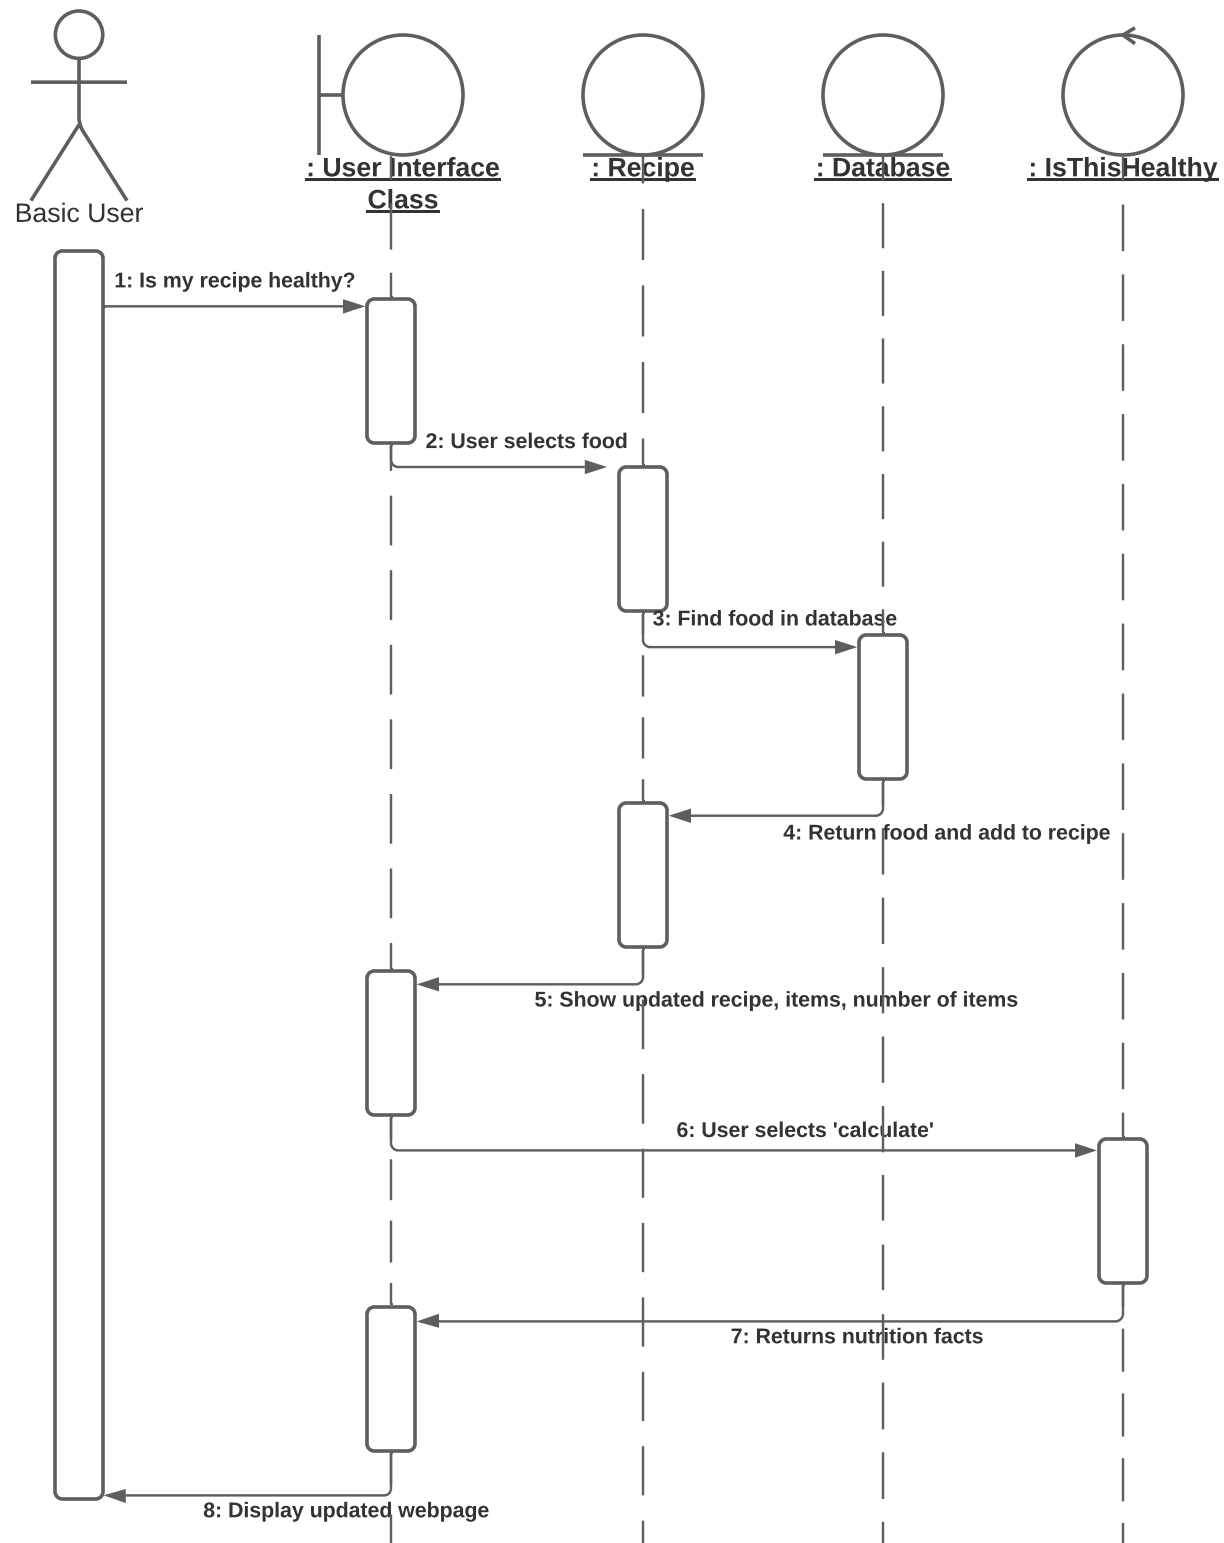 : User Interface
Class
: Recipe
: Database
: IsThisHealthy
Basic User
1: Is my recipe healthy?
2: User selects food
3: Find food in database
4: Return food and add to recipe
5: Show updated recipe, items, number of items
6: User selects 'calculate'
7: Returns nutrition facts
8: Display updated webpage